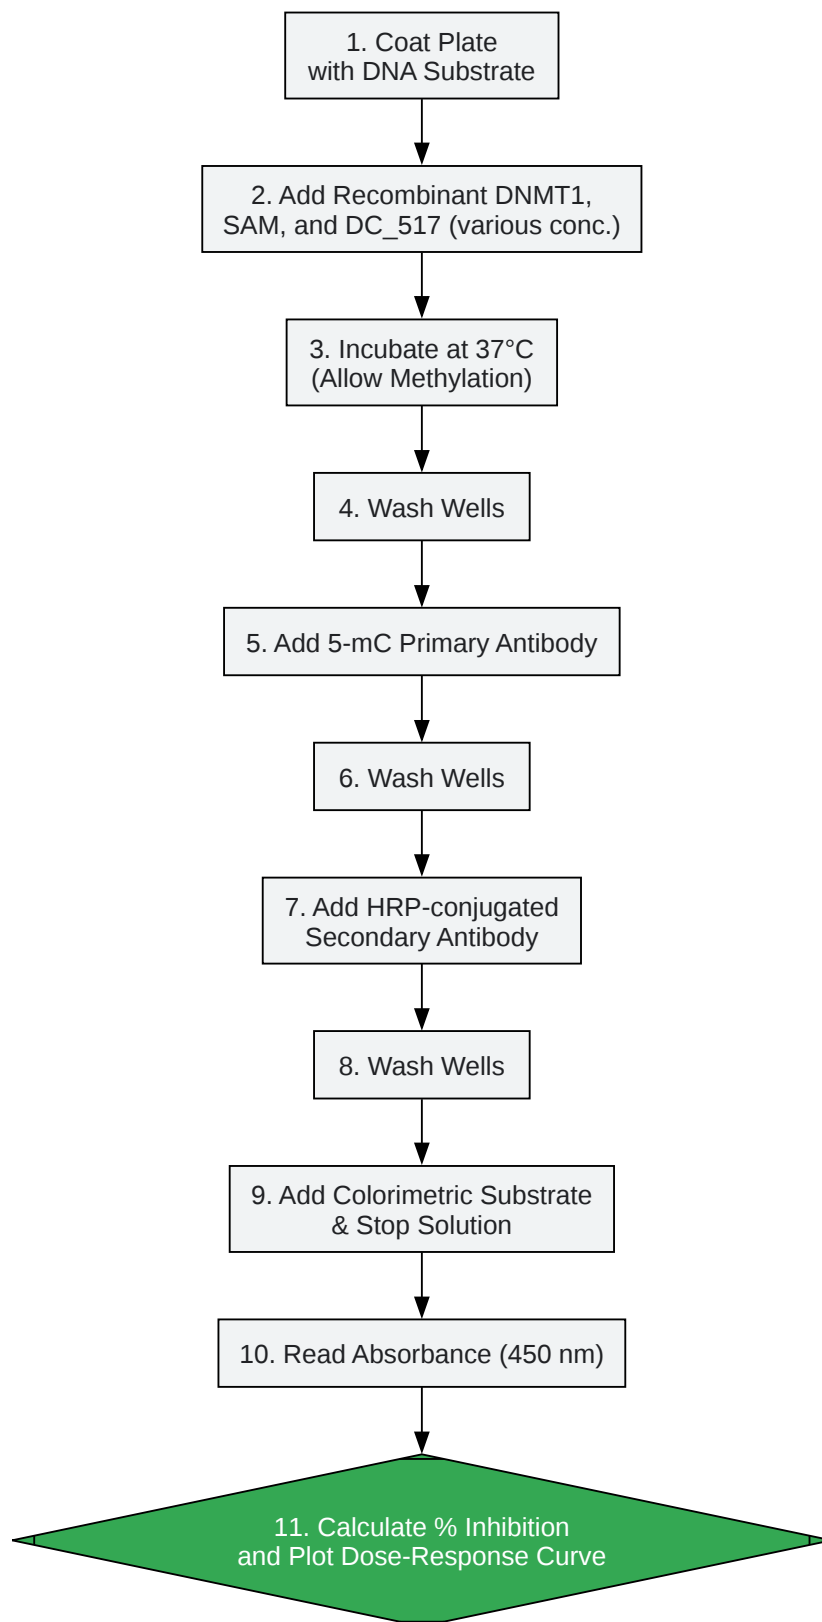 1. Coat Plate
with DNA Substrate
2. Add Recombinant DNMT1,
SAM, and DC_517 (various conc.)
3. Incubate at 37°C
(Allow Methylation)
4. Wash Wells
5. Add 5-mC Primary Antibody
6. Wash Wells
7. Add HRP-conjugated
Secondary Antibody
8. Wash Wells
9. Add Colorimetric Substrate
& Stop Solution
10. Read Absorbance (450 nm)
11. Calculate % Inhibition
and Plot Dose-Response Curve